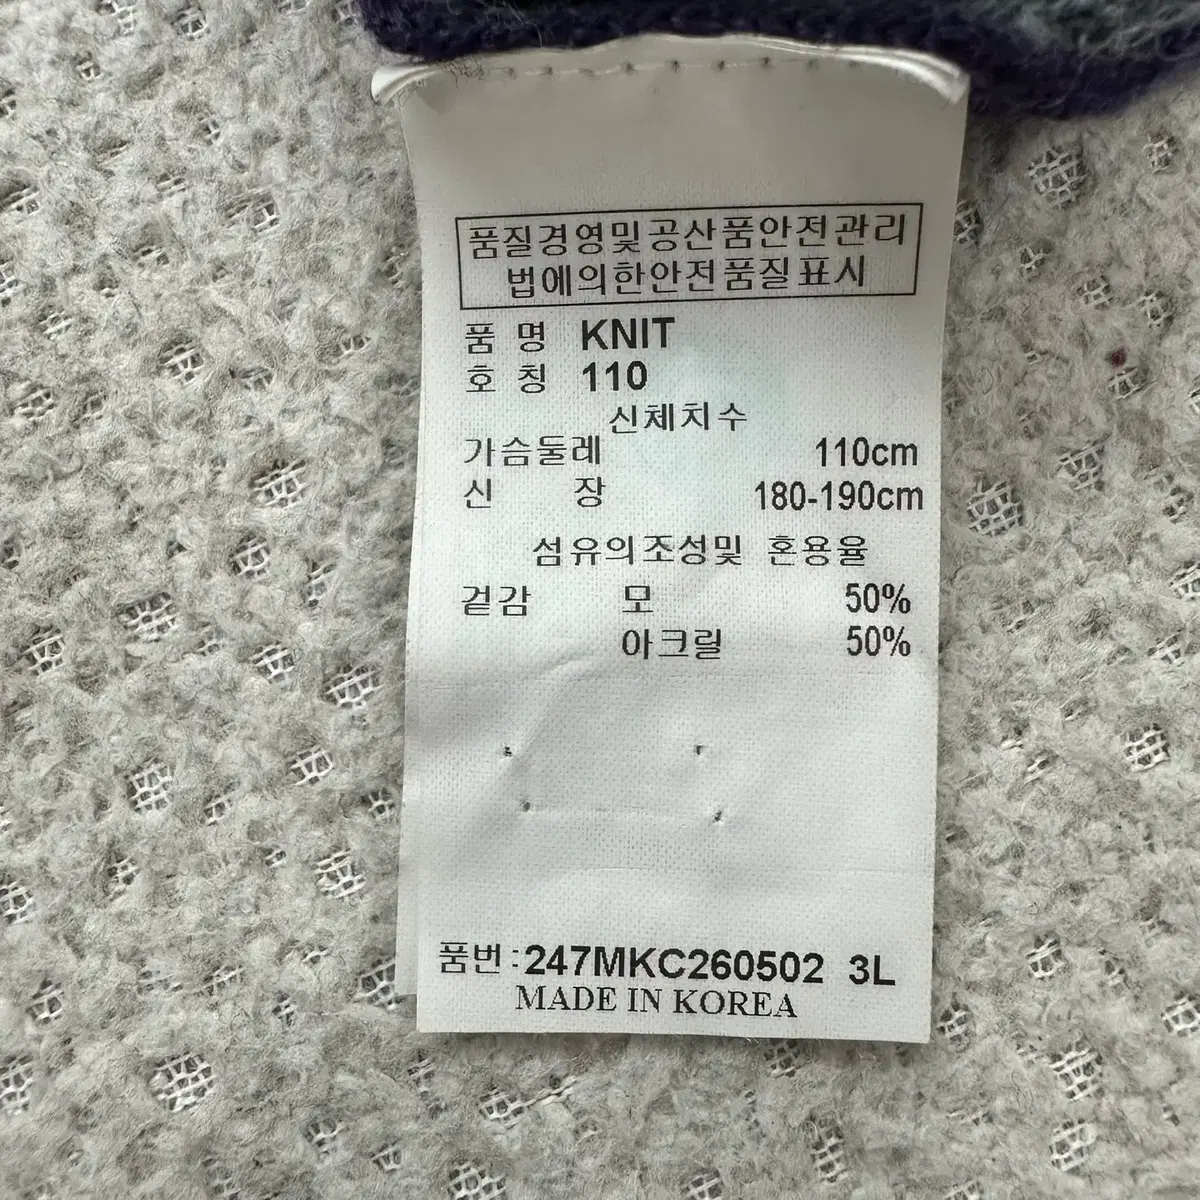 품질경영및공산품안전관리
법에의한안전품질표시
품 명 KNIT
호 칭 110
신체치수
가슴둘레 110cm
신 장 180-190cm
섬유의조성및 혼용율
겉감 모 50%
아크릴 50%
품번:247MKC260502 3L
MADE IN KOREA